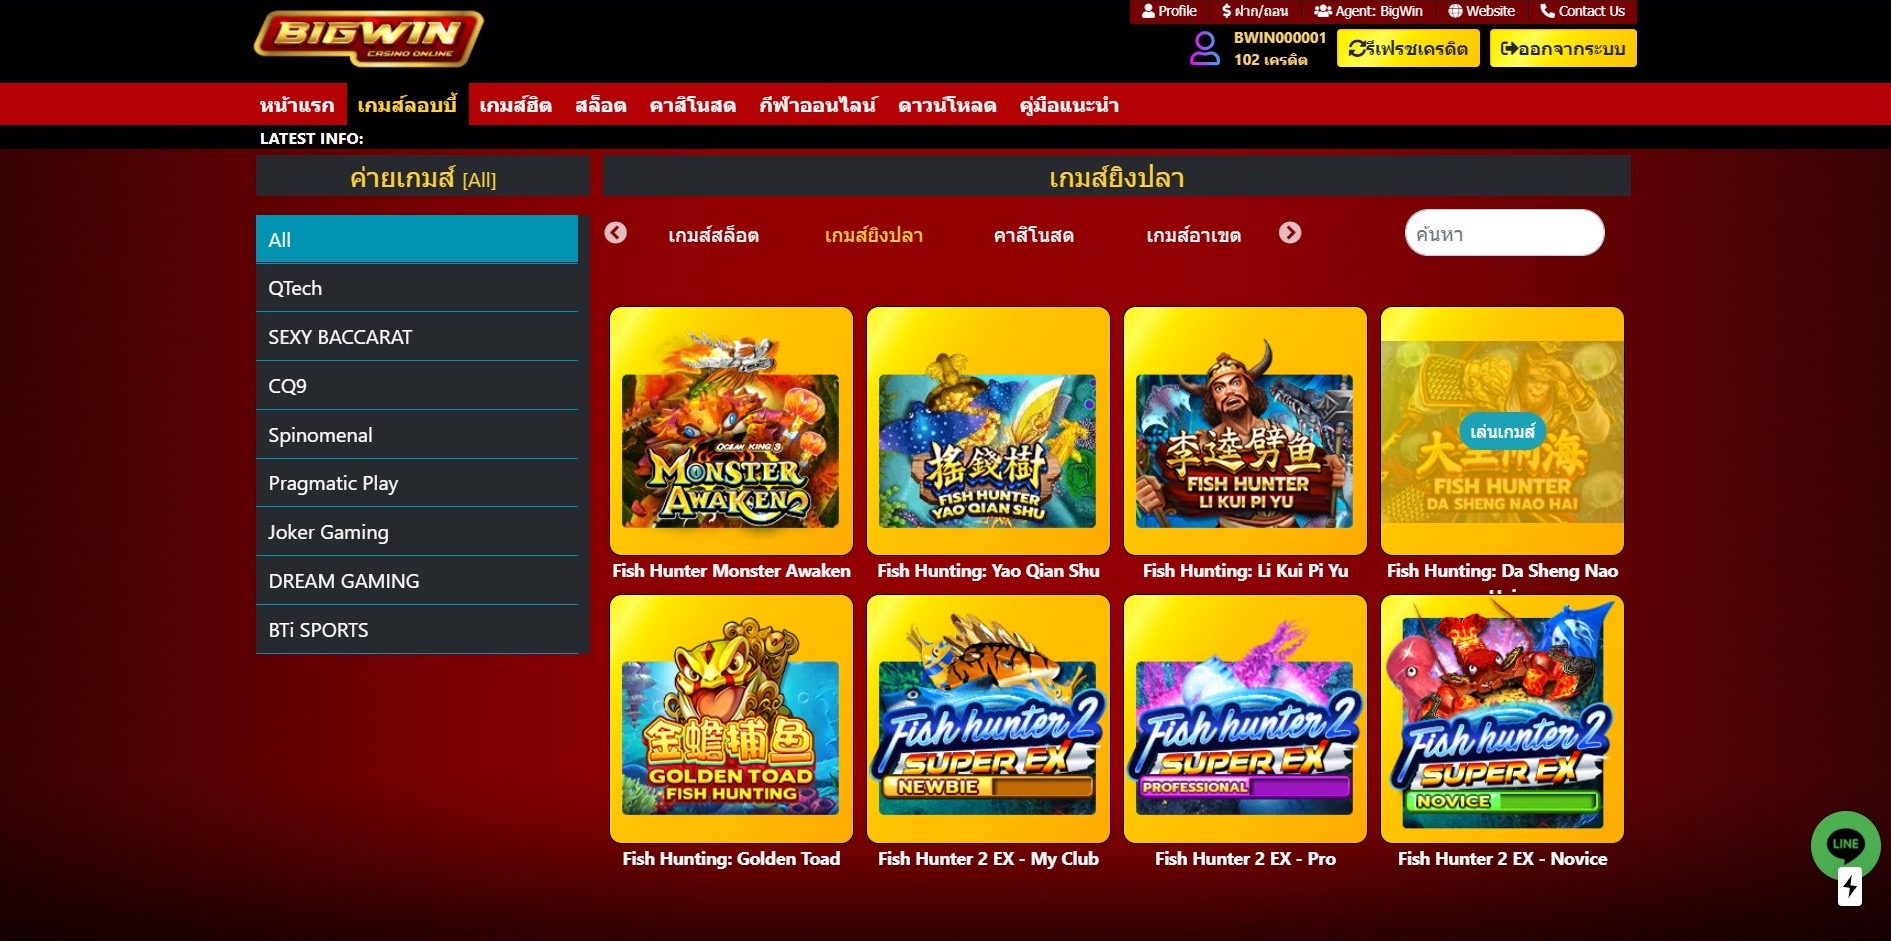 BIGWIN
CASINO ONLINE
Profile
ฝาก/ถอน
Agent: BigWin
Website
Contact Us
BWIN000001
102 เครดิต
รีเฟรชเครดิต
ออกจากระบบ
หน้าแรก
เกมส์ลอบบี้
เกมส์ฮิต
สล็อต
คาสิโนสด
กีฬาออนไลน์
ดาวน์โหลด
คู่มือแนะนำ
LATEST INFO:
ค่ายเกมส์ [All]
All
QTech
SEXY BACCARAT
CQ9
Spinomenal
Pragmatic Play
Joker Gaming
DREAM GAMING
BTi SPORTS
เกมส์ยิงปลา
เกมส์สล็อต
เกมส์ยิงปลา
คาสิโนสด
เกมส์อาเขต
ค้นหา
OCEAN KING 3
MONSTER
AWAKEN2
Fish Hunter Monster Awaken
搖錢樹
FISH HUNTER
YAO QIAN SHU
Fish Hunting: Yao Qian Shu
李逵劈鱼
FISH HUNTER
LI KUI PI YU
Fish Hunting: Li Kui Pi Yu
เล่นเกมส์
大圣闹海
FISH HUNTER
DA SHENG NAO HAI
Fish Hunting: Da Sheng Nao
金蟾捕鱼
GOLDEN TOAD
FISH HUNTING
Fish Hunting: Golden Toad
Fish hunter 2
SUPER EX
NEWBIE
Fish Hunter 2 EX - My Club
Fish hunter 2
SUPER EX
PROFESSIONAL
Fish Hunter 2 EX - Pro
Fish hunter 2
SUPER EX
NOVICE
Fish Hunter 2 EX - Novice
LINE